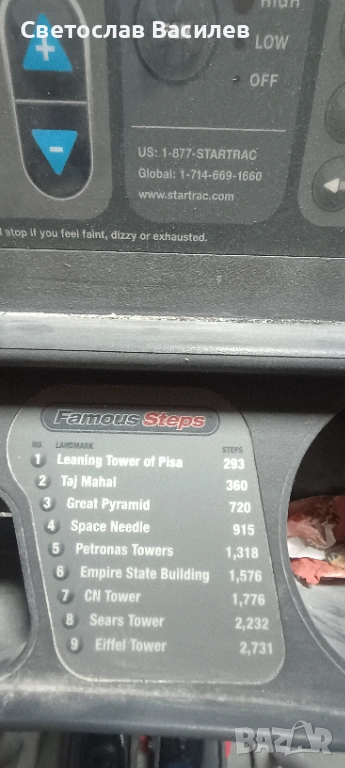 Светослав Василев
HIGH
LOW
OFF
US: 1-877-STARTRAC
Global: 1-714-669-1660
www.startrac.com
stop if you feel faint, dizzy or exhausted.
Famous Steps
NO. LANDMARK STEPS
1 Leaning Tower of Pisa 293
2 Taj Mahal 360
3 Great Pyramid 720
4 Space Needle 915
5 Petronas Towers 1,318
6 Empire State Building 1,576
7 CN Tower 1,776
8 Sears Tower 2,232
9 Eiffel Tower 2,731
BAZAR